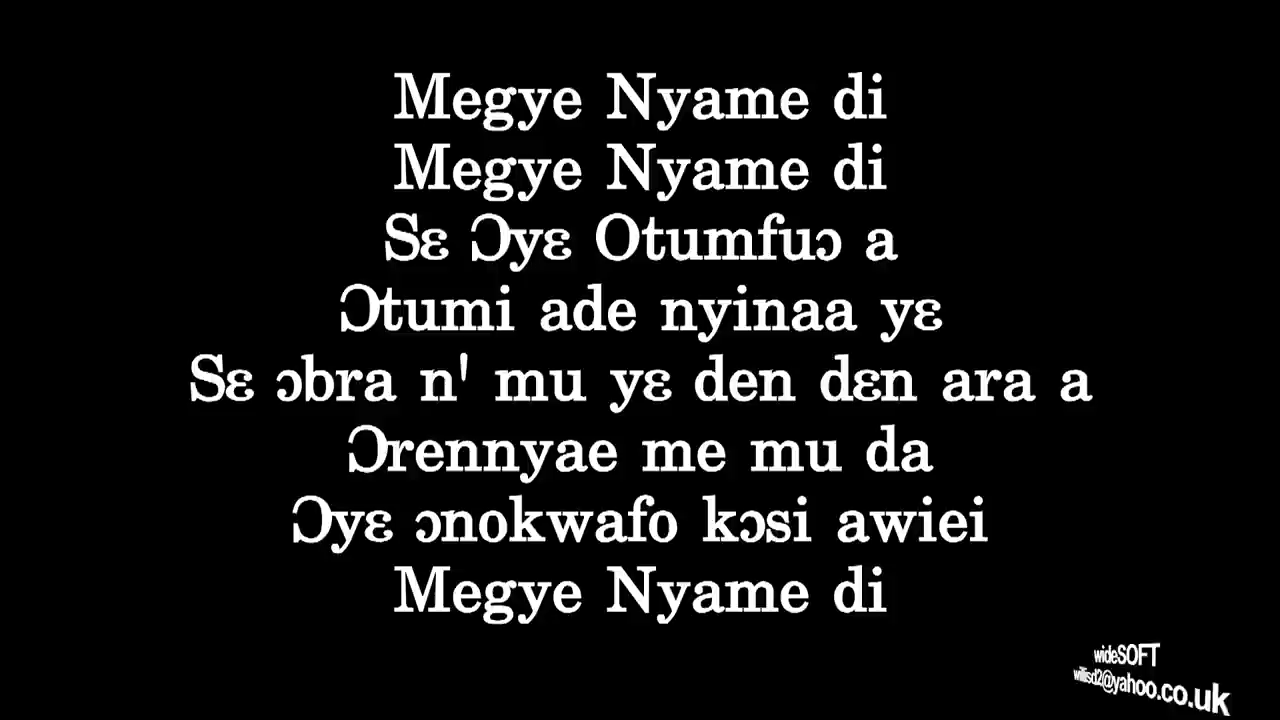 Megye Nyame di
Megye Nyame di
Sɛ Ɔyɛ Otumfuɔ a
Ɔtumi ade nyinaa yɛ
Sɛ ɔbra n' mu yɛ den dɛn ara a
Ɔrennyae me mu da
Ɔyɛ ɔnokwafo kɔsi awiei
Megye Nyame di
wideSOFT
willisd2@yahoo.co.uk